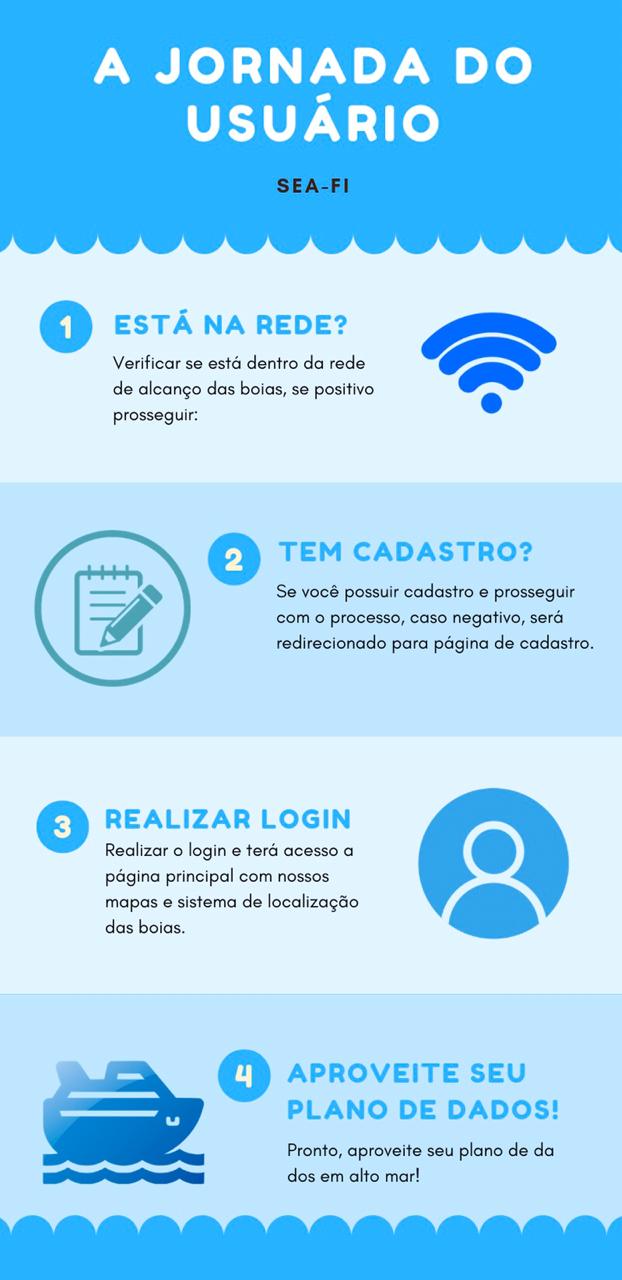 A JORNADA DO
USUÁRIO
SEA-FI
1
ESTÁ NA REDE?
Verificar se está dentro da rede
de alcanço das boias, se positivo
prosseguir:
2
TEM CADASTRO?
Se você possuir cadastro e prosseguir
com o processo, caso negativo, será
redirecionado para página de cadastro.
3
REALIZAR LOGIN
Realizar o login e terá acesso a
página principal com nossos
mapas e sistema de localização
das boias.
4
APROVEITE SEU
PLANO DE DADOS!
Pronto, aproveite seu plano de da
dos em alto mar!